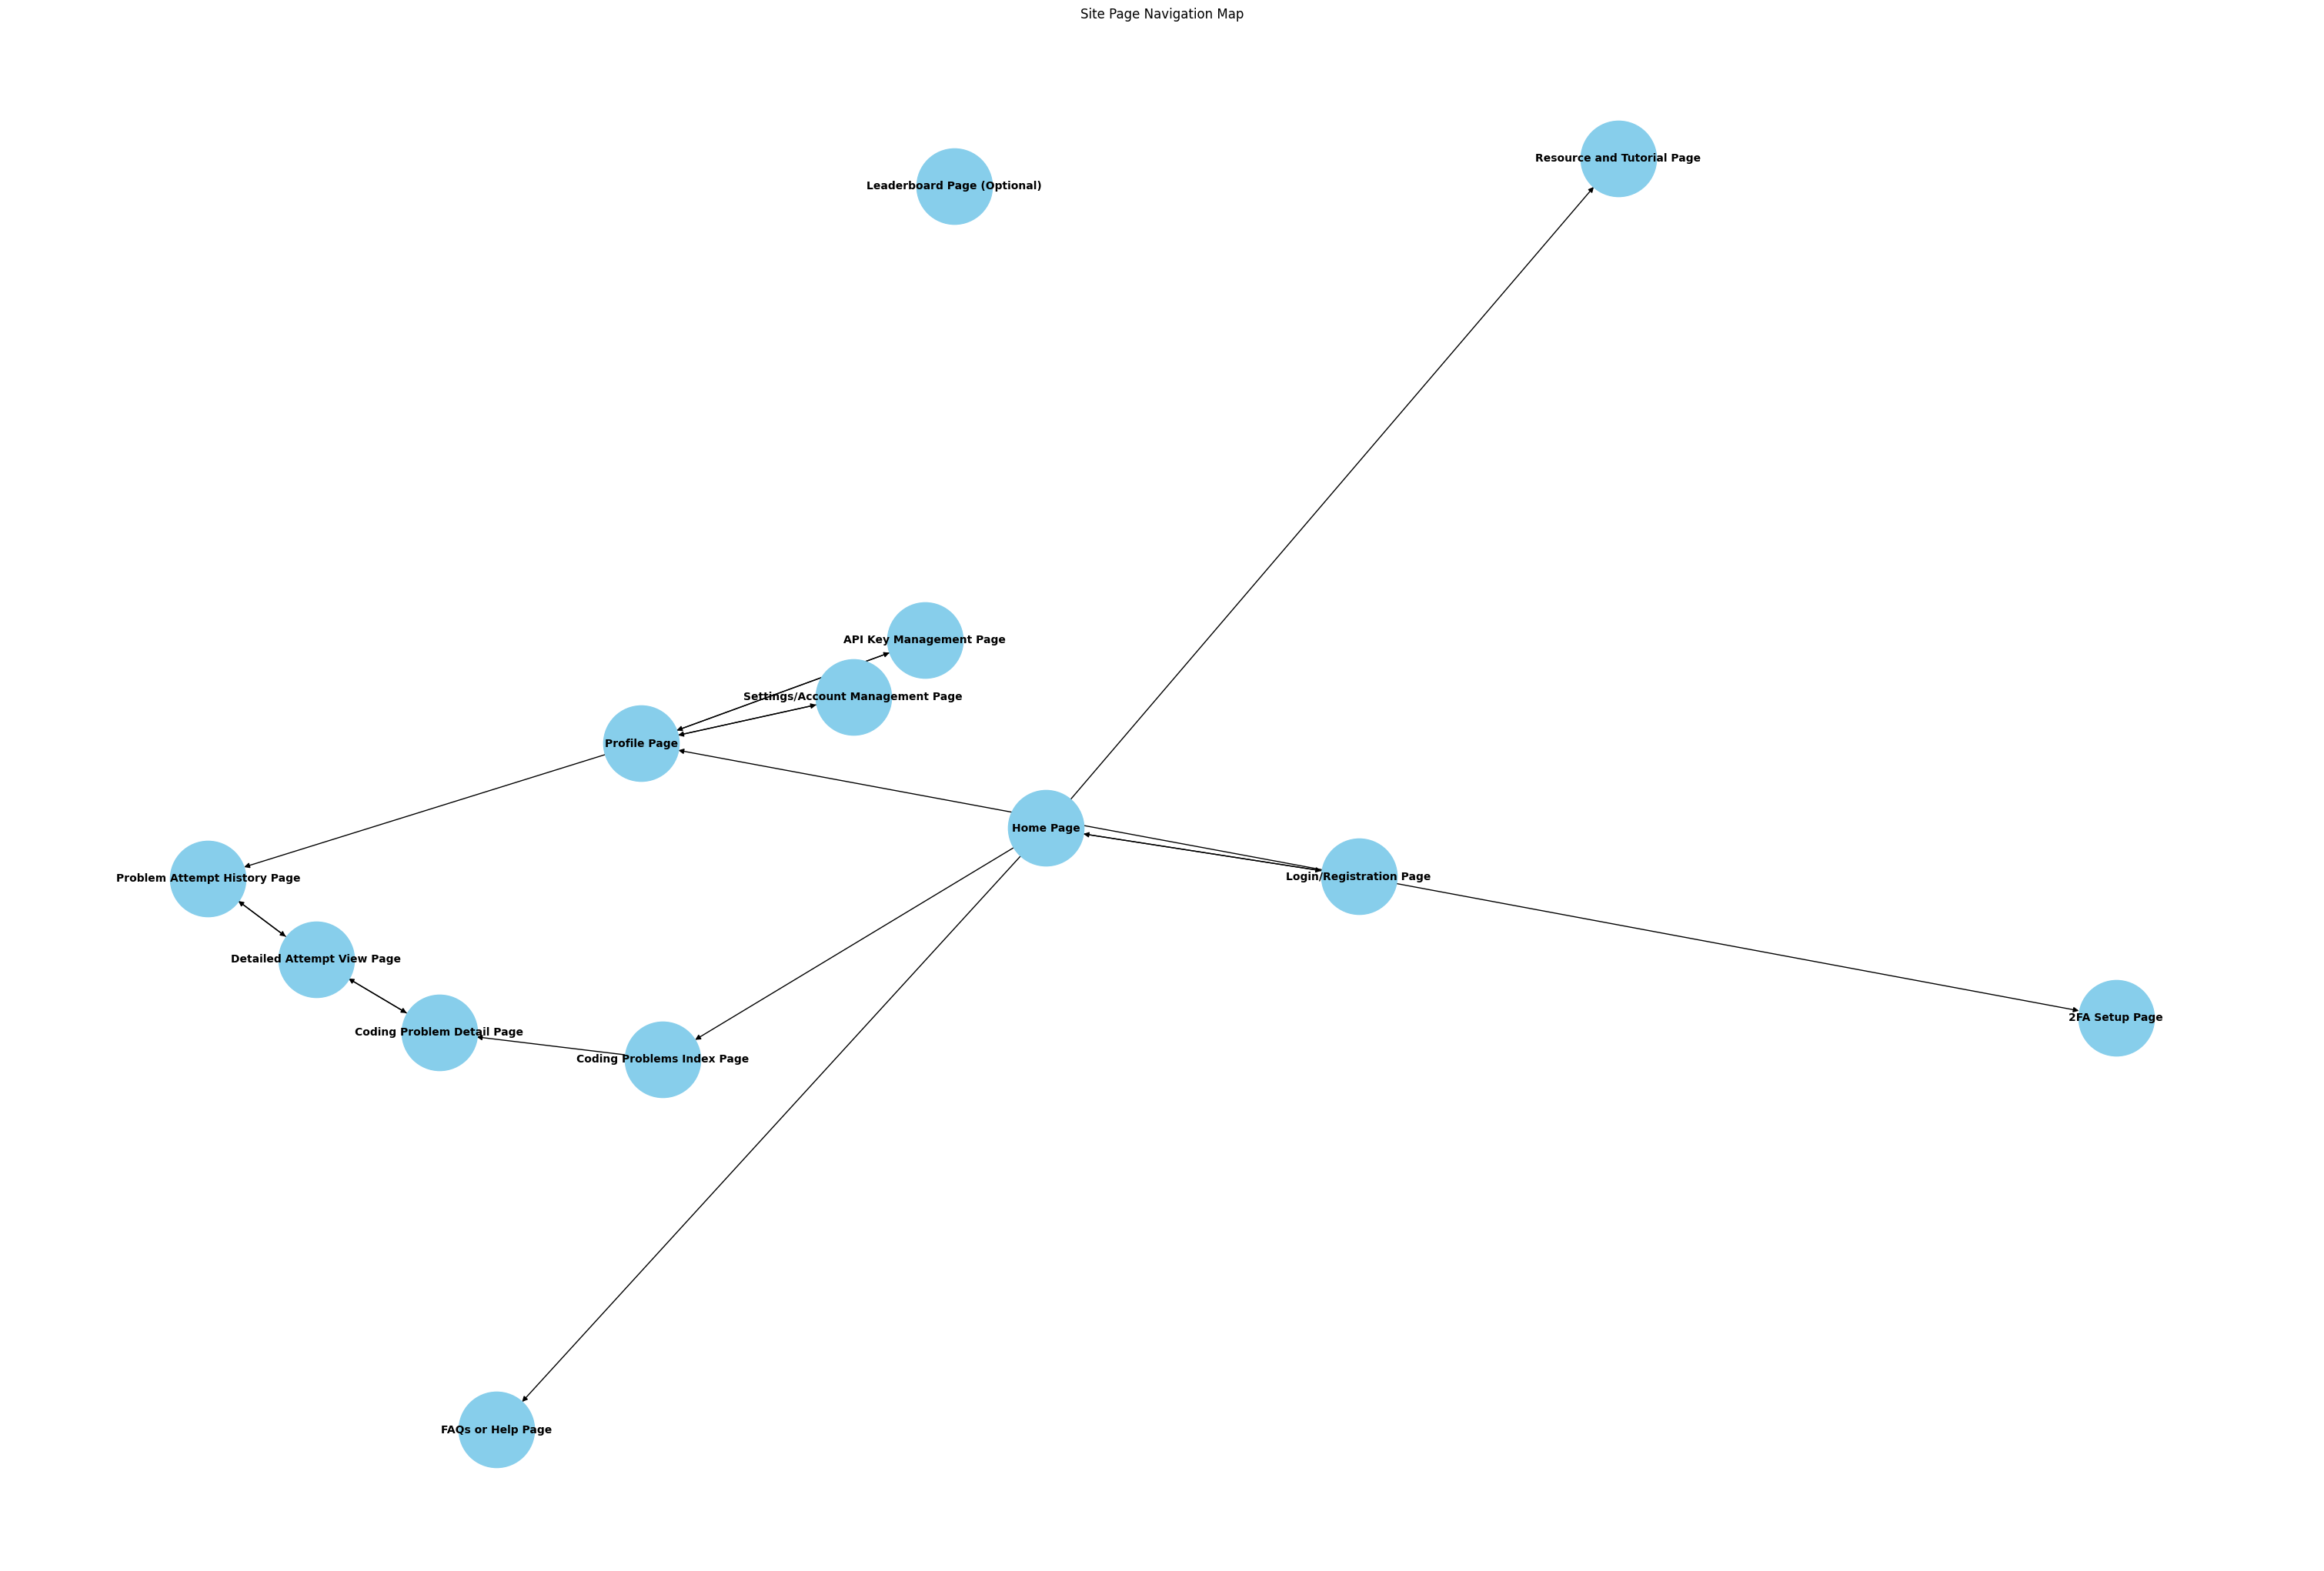 Site Page Navigation Map
Resource and Tutorial Page
Leaderboard Page (Optional)
API Key Management Page
Settings/Account Management Page
Profile Page
Home Page
Login/Registration Page
Problem Attempt History Page
Detailed Attempt View Page
2FA Setup Page
Coding Problem Detail Page
Coding Problems Index Page
FAQs or Help Page